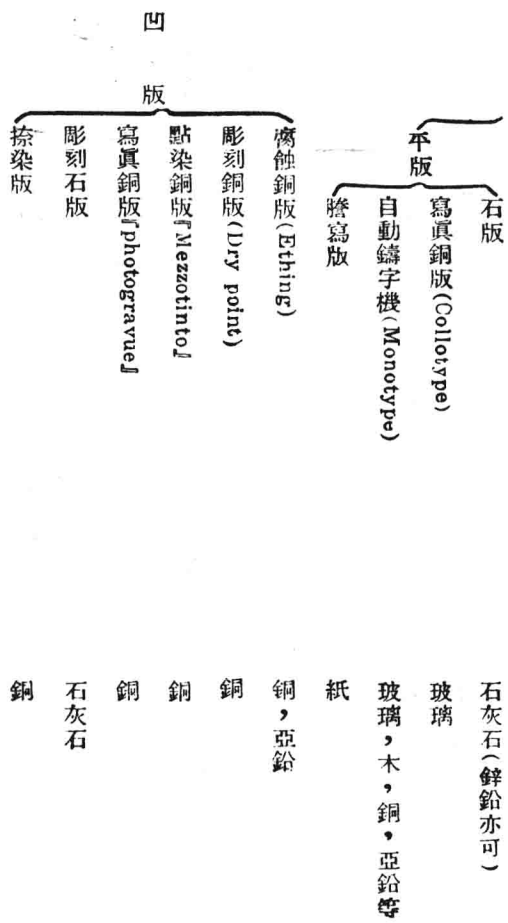 平版
石版 石灰石(鋅鉛亦可)
寫眞銅版(Collotype) 玻璃
自動鑄字機(Monotype) 玻璃,木,銅,亞鉛等
謄寫版 紙
凹版
腐蝕銅版(Ething) 銅,亞鉛
彫刻銅版(Dry point) 銅
點染銅版『Mezzotinto』 銅
寫眞銅版『photogravue』 銅
彫刻石版 石灰石
捺染版 銅